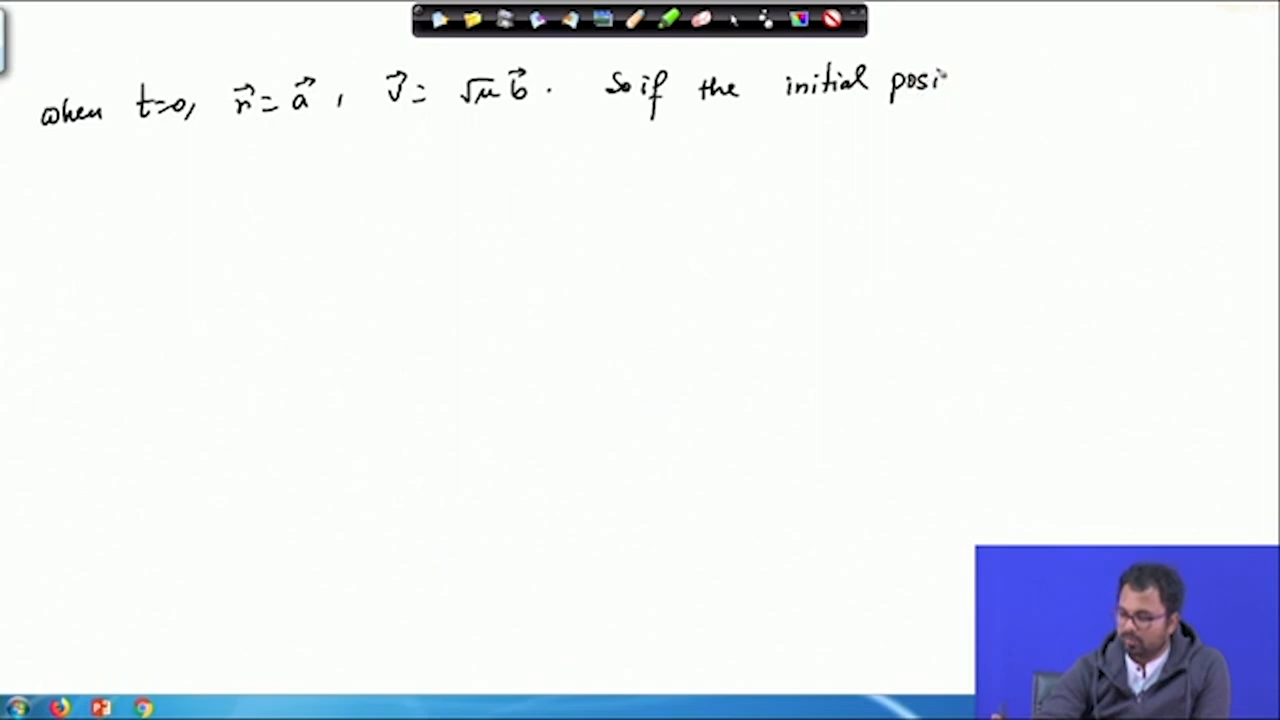 when t=0, r⃗ = a⃗ , v⃗ = √μ b⃗ . So if the initial posi